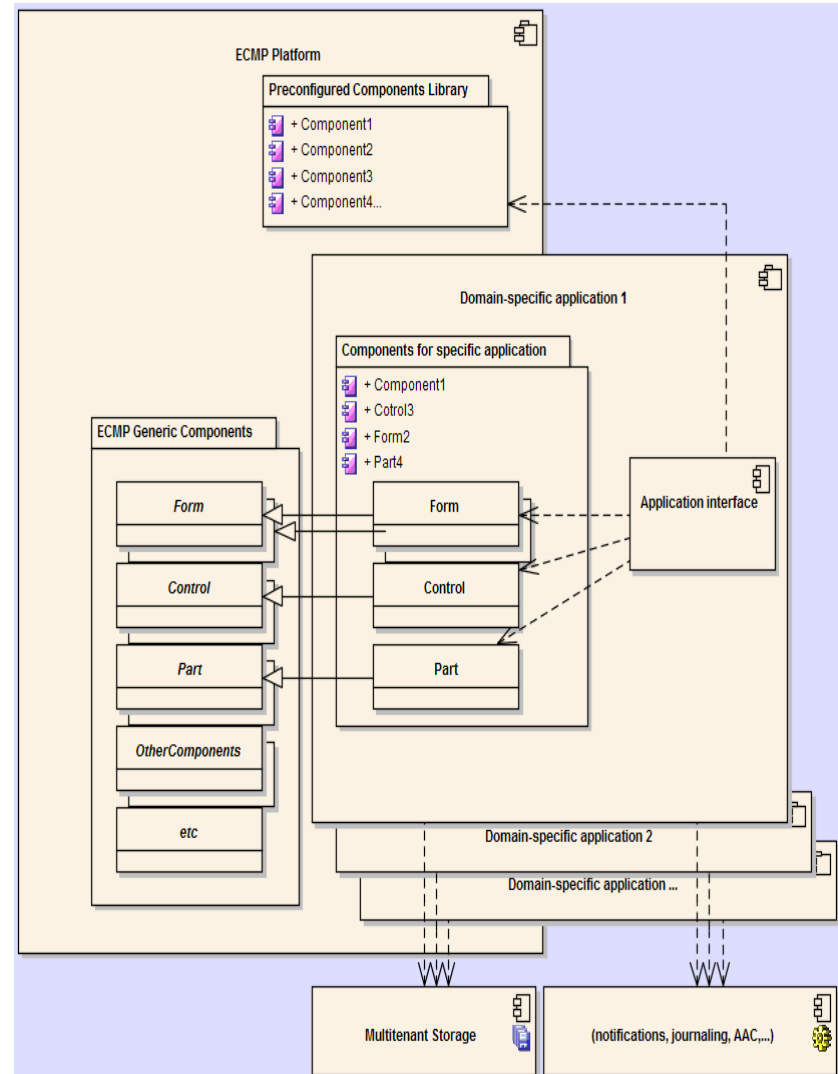 ECMP Platform
Preconfigured Components Library
+ Component1
+ Component2
+ Component3
+ Component4...
Domain-specific application 1
Components for specific application
+ Component1
+ Cotrol3
+ Form2
+ Part4
ECMP Generic Components
Form
Control
Part
OtherComponents
etc
Form
Control
Part
Application interface
Domain-specific application 2
Domain-specific application ...
Multitenant Storage
(notifications, journaling, AAC,...)